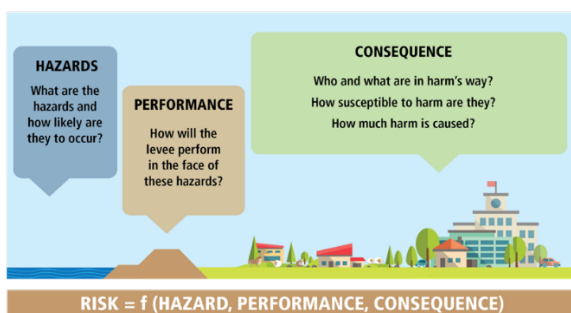 HAZARDS
What are the
hazards and
how likely are
they to occur?
PERFORMANCE
How will the
levee perform
in the face of
these hazards?
CONSEQUENCE
Who and what are in harm's way?
How susceptible to harm are they?
How much harm is caused?
RISK = f (HAZARD, PERFORMANCE, CONSEQUENCE)